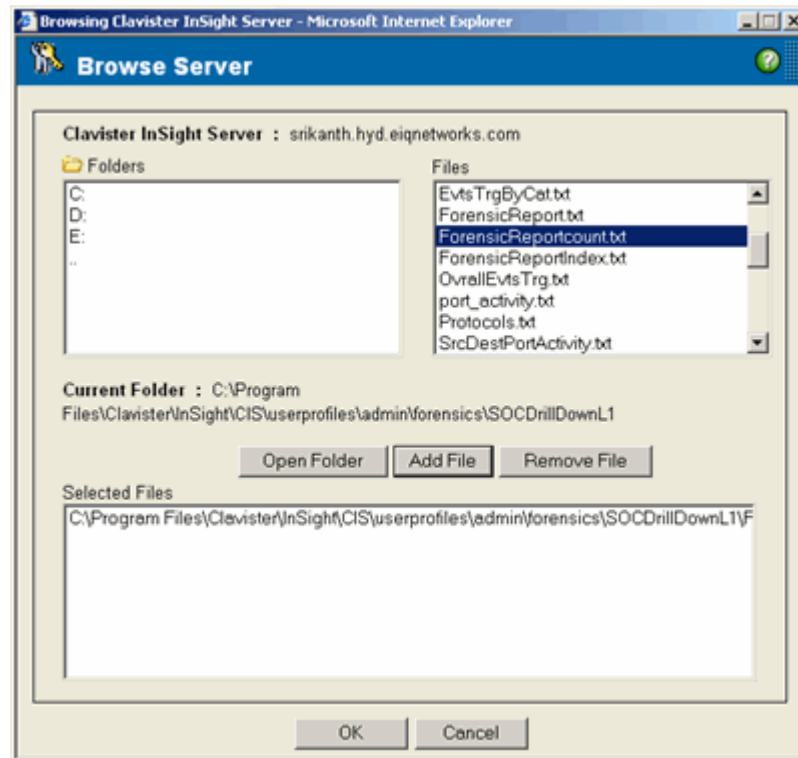 Browsing Clavister InSight Server - Microsoft Internet Explorer
Browse Server
?
Clavister InSight Server : srikanth.hyd.eiqnetworks.com
Folders
C:
D:
E:
..
Files
EvtsTrgByCat.txt
ForensicReport.txt
ForensicReportcount.txt
ForensicReportIndex.txt
OvrallEvtsTrg.txt
port_activity.txt
Protocols.txt
SrcDestPortActivity.txt
Current Folder : C:\Program
Files\Clavister\InSight\CIS\userprofiles\admin\forensics\SOCDrillDownL1
Open Folder
Add File
Remove File
Selected Files
C:\Program Files\Clavister\InSight\CIS\userprofiles\admin\forensics\SOCDrillDownL1\F
OK
Cancel